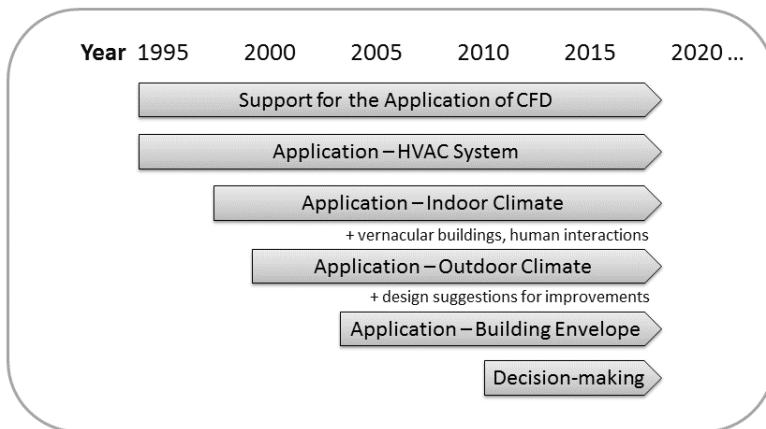 Year 1995 2000 2005 2010 2015 2020 ...
Support for the Application of CFD
Application – HVAC System
Application – Indoor Climate
+ vernacular buildings, human interactions
Application – Outdoor Climate
+ design suggestions for improvements
Application – Building Envelope
Decision-making